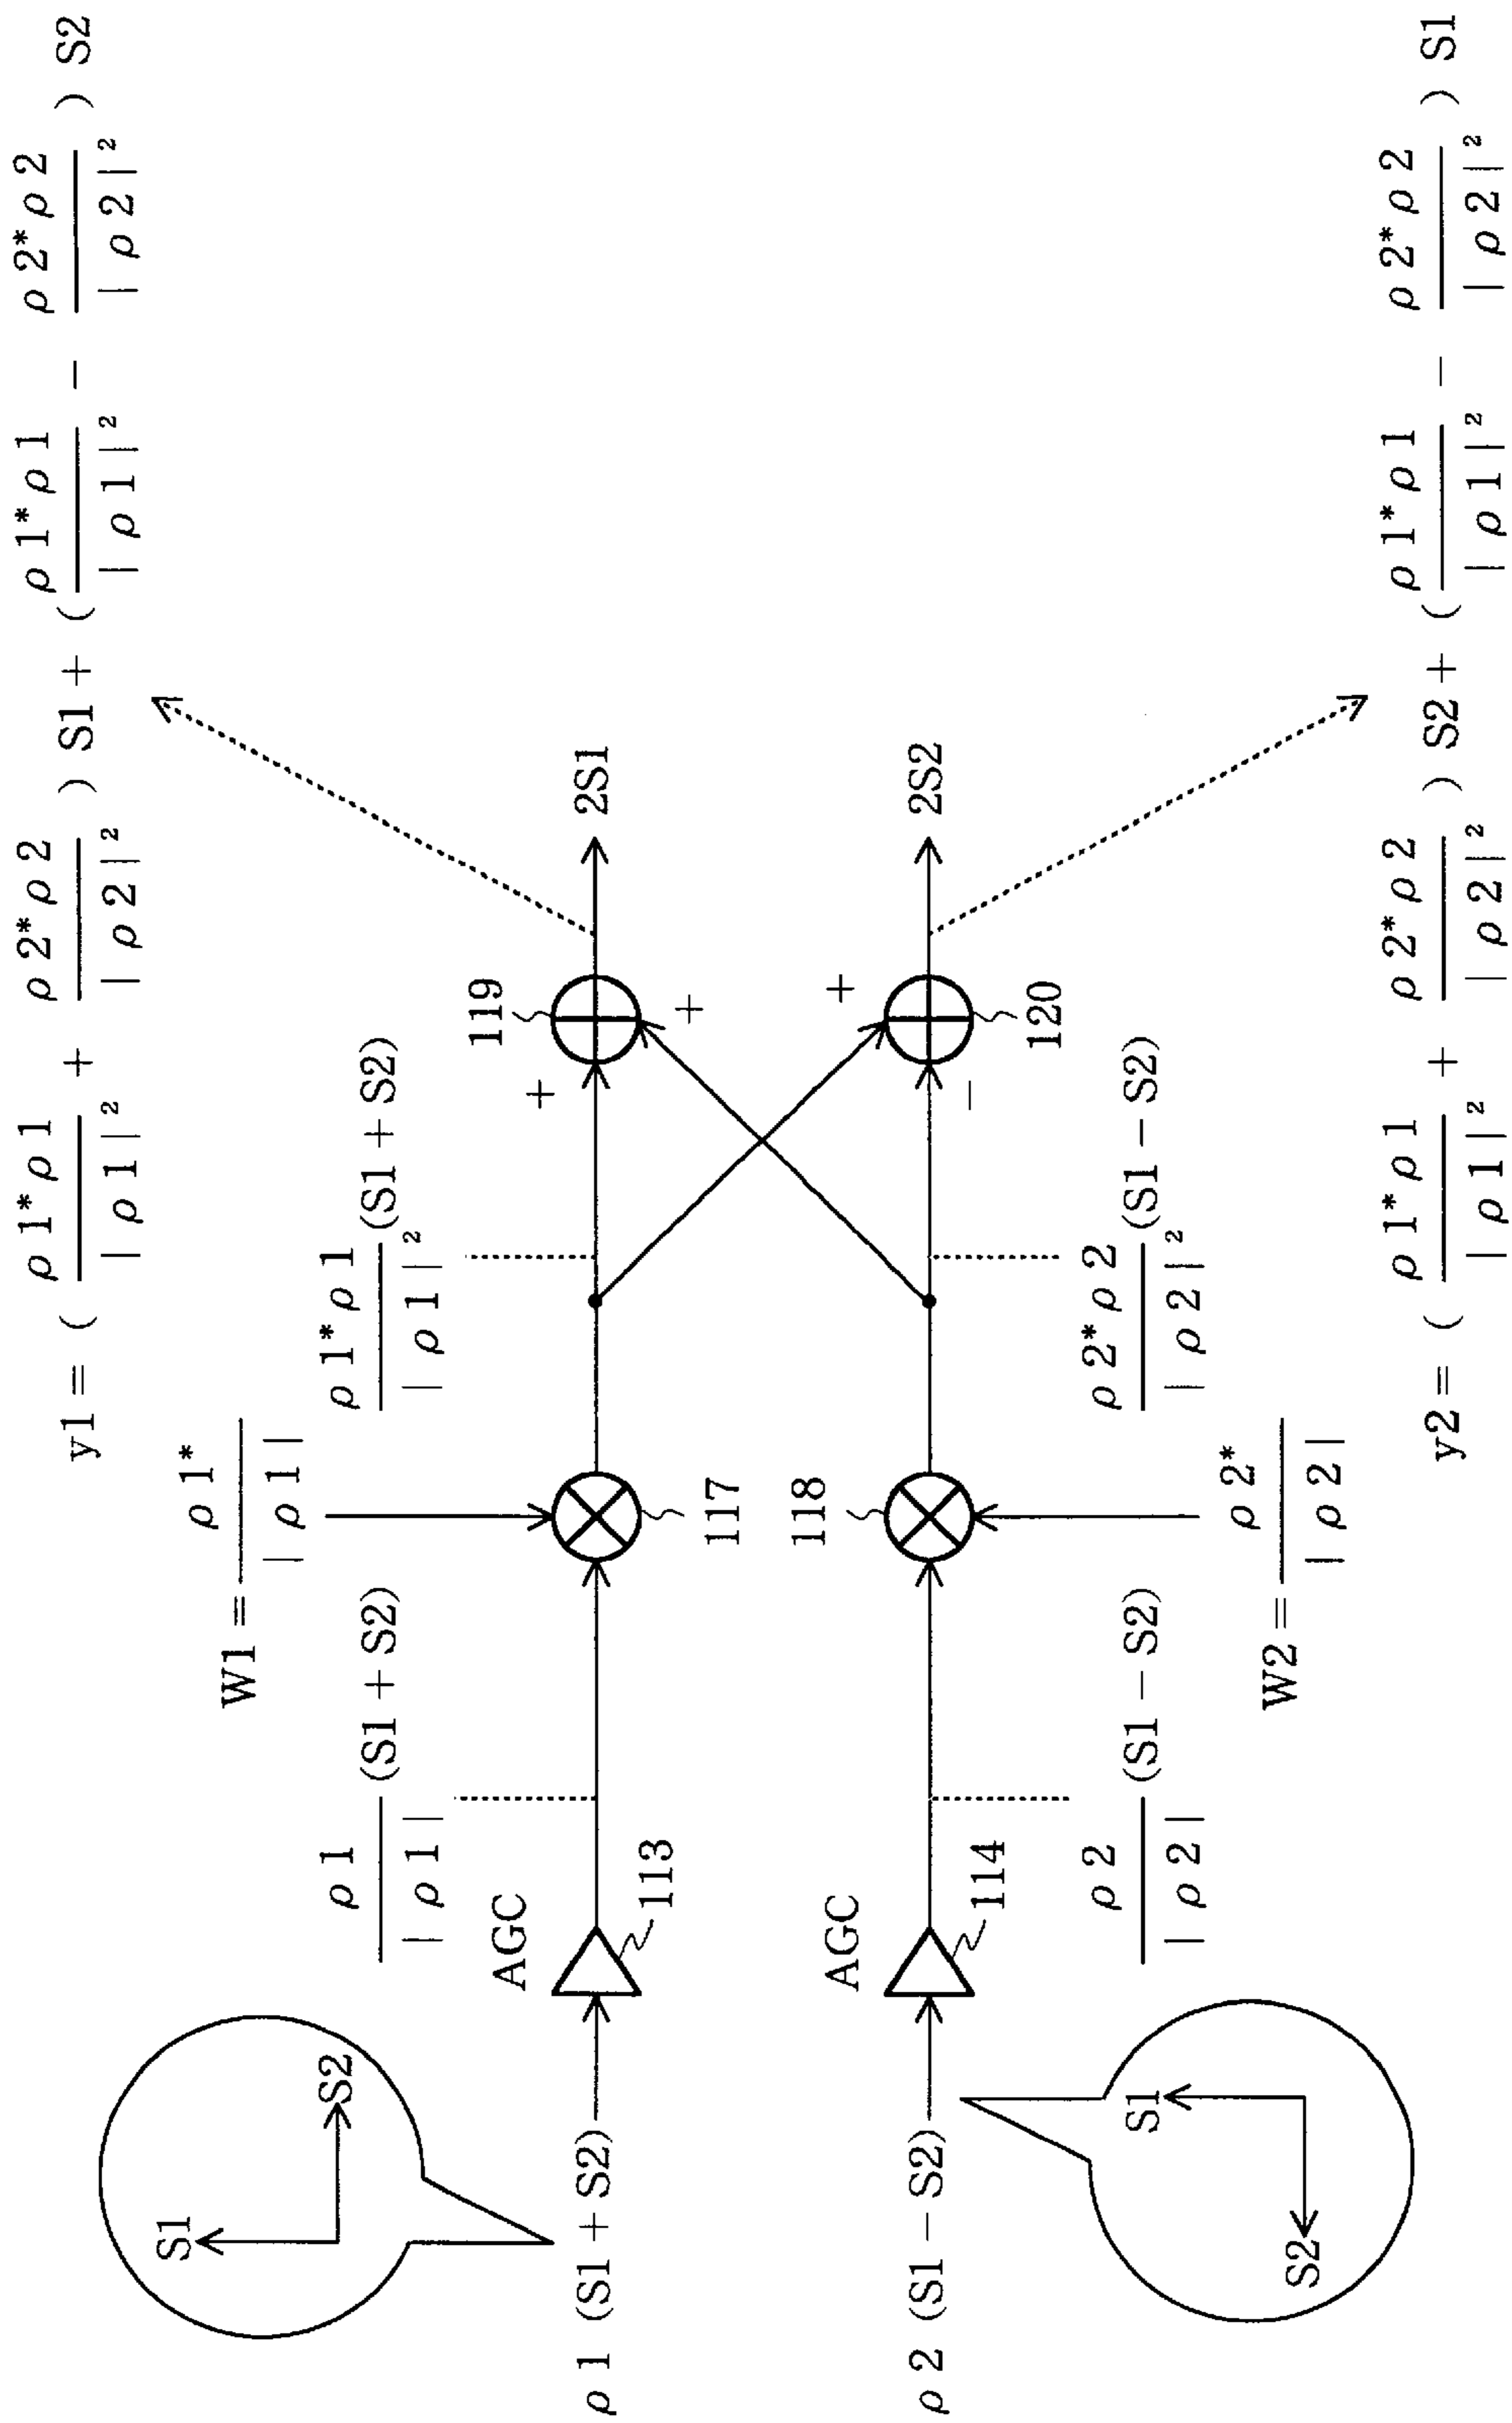 y1 = ( ρ1*ρ1 / |ρ1|² + ρ2*ρ2 / |ρ2|² ) S1 + ( ρ1*ρ1 / |ρ1|² − ρ2*ρ2 / |ρ2|² ) S2
W1 = ρ1* / |ρ1|
S1
S2
ρ1 / |ρ1| (S1 + S2)
ρ1*ρ1 / |ρ1|² (S1 + S2)
AGC
119
+
ρ1 (S1 + S2)
2S1
113
117
+
AGC
118
+
ρ2 (S1 − S2)
2S2
114
−
120
ρ2 / |ρ2| (S1 − S2)
ρ2*ρ2 / |ρ2|² (S1 − S2)
S1
S2
W2 = ρ2* / |ρ2|
y2 = ( ρ1*ρ1 / |ρ1|² + ρ2*ρ2 / |ρ2|² ) S2 + ( ρ1*ρ1 / |ρ1|² − ρ2*ρ2 / |ρ2|² ) S1